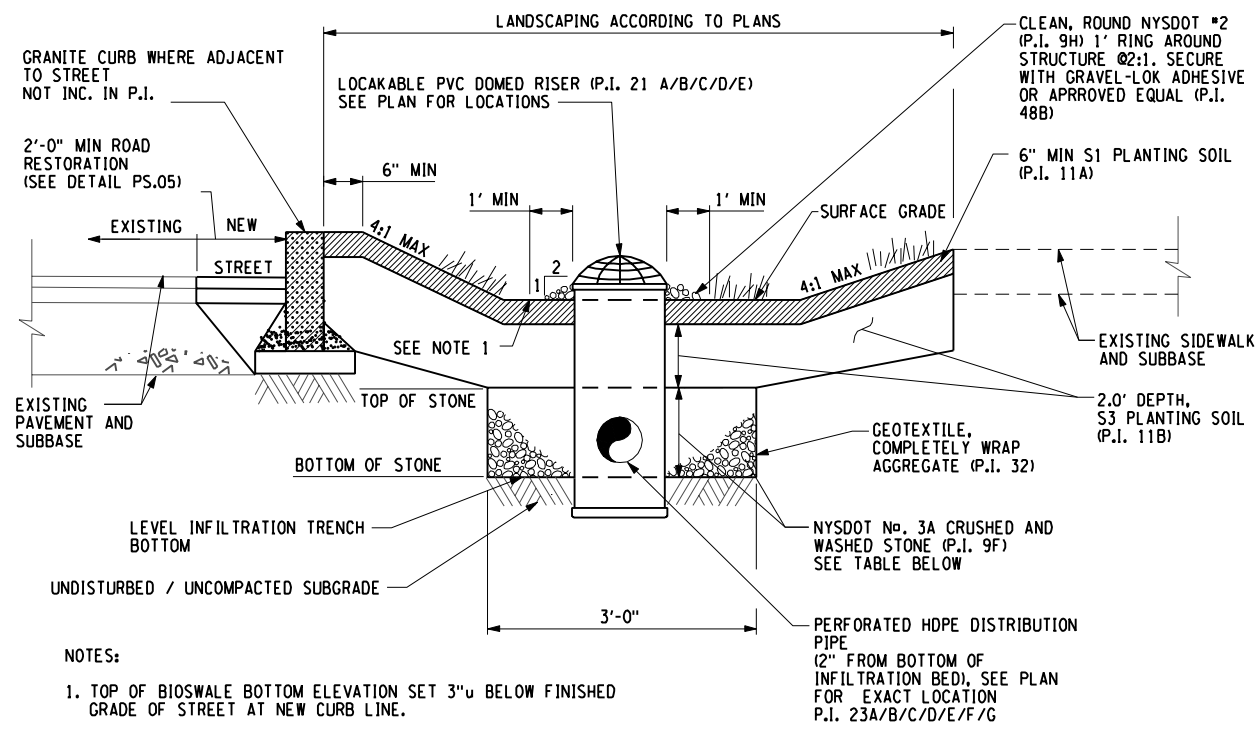 LANDSCAPING ACCORDING TO PLANS
CLEAN, ROUND NYSDOT #2
(P.I. 9H) 1' RING AROUND
STRUCTURE @2:1. SECURE
WITH GRAVEL-LOK ADHESIVE
OR APRROVED EQUAL (P.I.
48B)
GRANITE CURB WHERE ADJACENT
TO STREET
NOT INC. IN P.I.
LOCAKABLE PVC DOMED RISER (P.I. 21 A/B/C/D/E)
SEE PLAN FOR LOCATIONS
2'-0" MIN ROAD
RESTORATION
(SEE DETAIL PS.05)
6" MIN
6" MIN S1 PLANTING SOIL
(P.I. 11A)
1' MIN
1' MIN
SURFACE GRADE
EXISTING
NEW
4:1 MAX
STREET
2
1
4:1 MAX
SEE NOTE 1
EXISTING SIDEWALK
AND SUBBASE
TOP OF STONE
EXISTING
PAVEMENT AND
SUBBASE
2.0' DEPTH,
S3 PLANTING SOIL
(P.I. 11B)
GEOTEXTILE,
COMPLETELY WRAP
AGGREGATE (P.I. 32)
BOTTOM OF STONE
LEVEL INFILTRATION TRENCH
BOTTOM
NYSDOT No. 3A CRUSHED AND
WASHED STONE (P.I. 9F)
SEE TABLE BELOW
UNDISTURBED / UNCOMPACTED SUBGRADE
3'-0"
PERFORATED HDPE DISTRIBUTION
PIPE
(2" FROM BOTTOM OF
INFILTRATION BED), SEE PLAN
FOR EXACT LOCATION
P.I. 23A/B/C/D/E/F/G
NOTES:
1. TOP OF BIOSWALE BOTTOM ELEVATION SET 3"u BELOW FINISHED
GRADE OF STREET AT NEW CURB LINE.